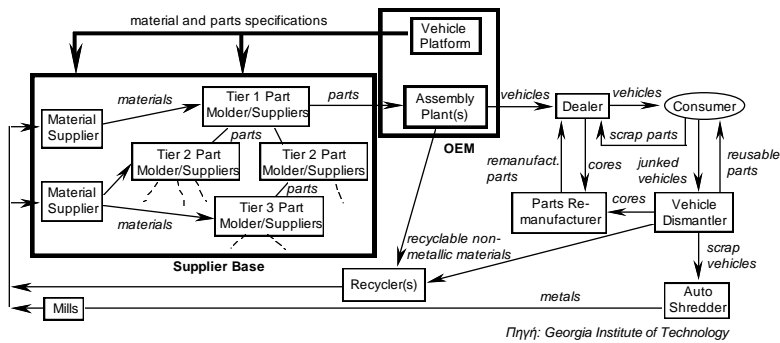 material and parts specifications
Vehicle
Platform
Material
Supplier
materials
Tier 1 Part
Molder/Suppliers
parts
Assembly
Plant(s)
OEM
vehicles
Dealer
vehicles
Consumer
scrap parts
parts
Tier 2 Part
Molder/Suppliers
Tier 2 Part
Molder/Suppliers
remanufact.
parts
cores
junked
vehicles
reusable
parts
Material
Supplier
parts
materials
Tier 3 Part
Molder/Suppliers
Parts Re-
manufacturer
cores
Vehicle
Dismantler
Supplier Base
recyclable non-
metallic materials
scrap
vehicles
Recycler(s)
Mills
metals
Auto
Shredder
Πηγή: Georgia Institute of Technology